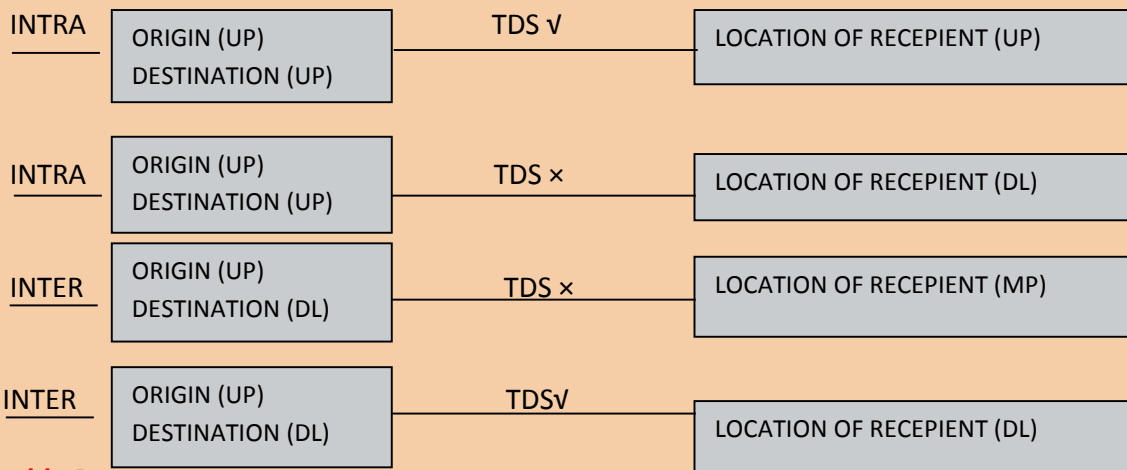 INTRA
ORIGIN (UP)
DESTINATION (UP)
TDS √
LOCATION OF RECEPIENT (UP)
INTRA
ORIGIN (UP)
DESTINATION (UP)
TDS ×
LOCATION OF RECEPIENT (DL)
INTER
ORIGIN (UP)
DESTINATION (DL)
TDS ×
LOCATION OF RECEPIENT (MP)
INTER
ORIGIN (UP)
DESTINATION (DL)
TDS√
LOCATION OF RECEPIENT (DL)